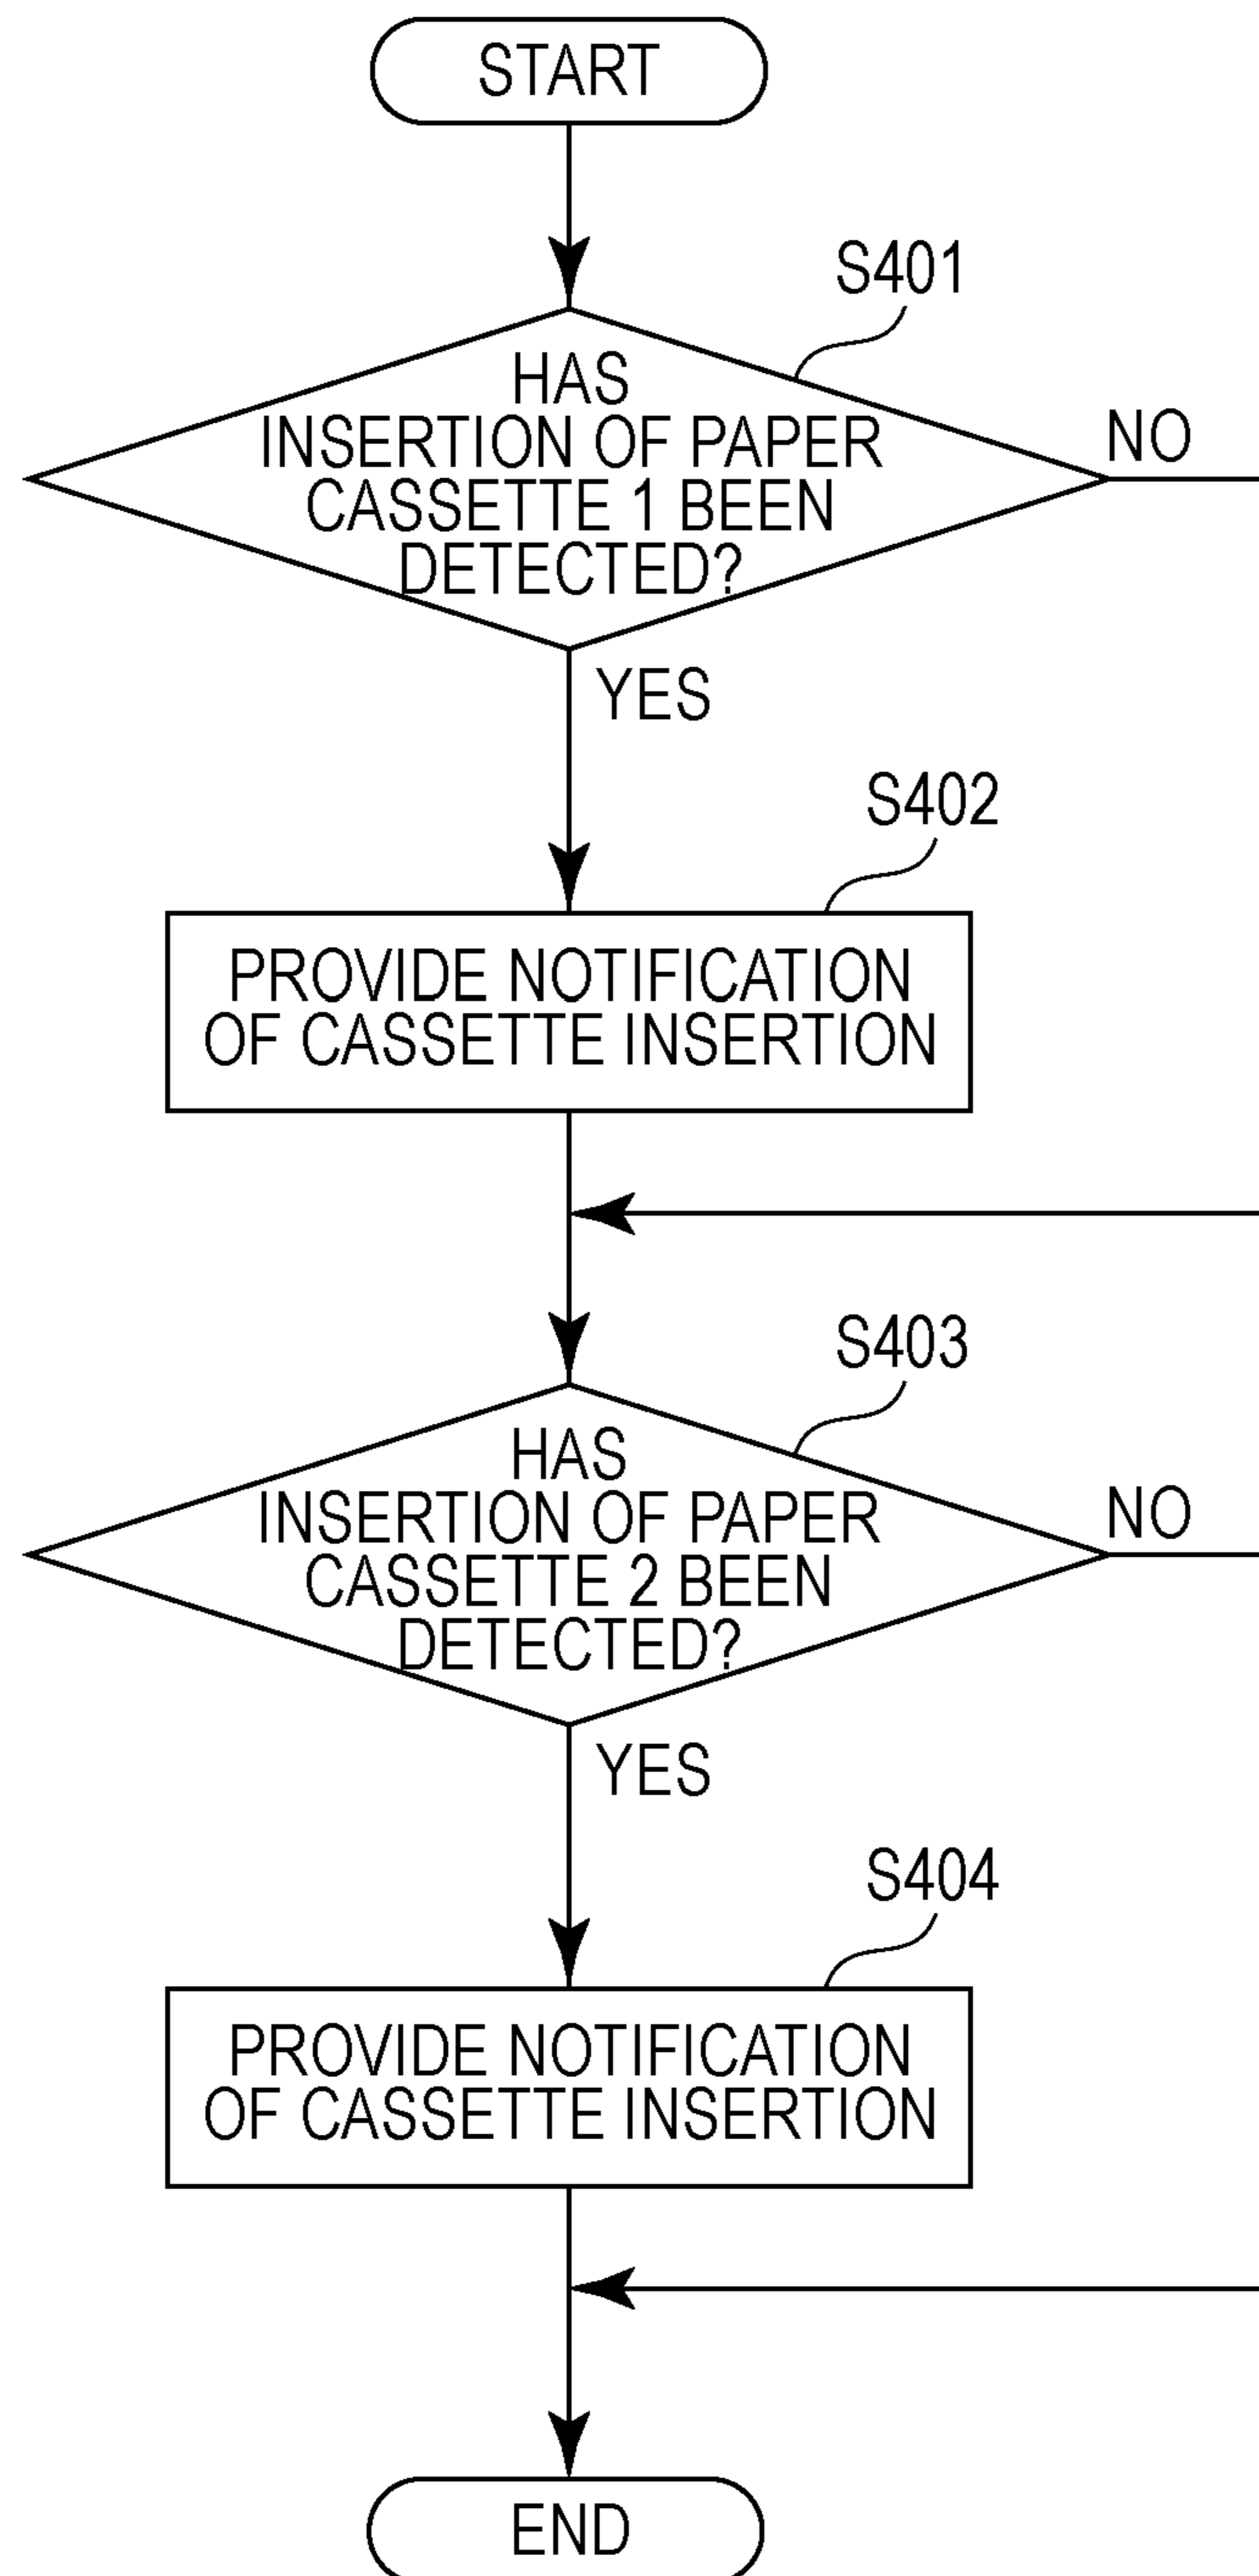 START
S401
HAS
INSERTION OF PAPER
CASSETTE 1 BEEN
DETECTED?
NO
YES
S402
PROVIDE NOTIFICATION
OF CASSETTE INSERTION
S403
HAS
INSERTION OF PAPER
CASSETTE 2 BEEN
DETECTED?
NO
YES
S404
PROVIDE NOTIFICATION
OF CASSETTE INSERTION
END